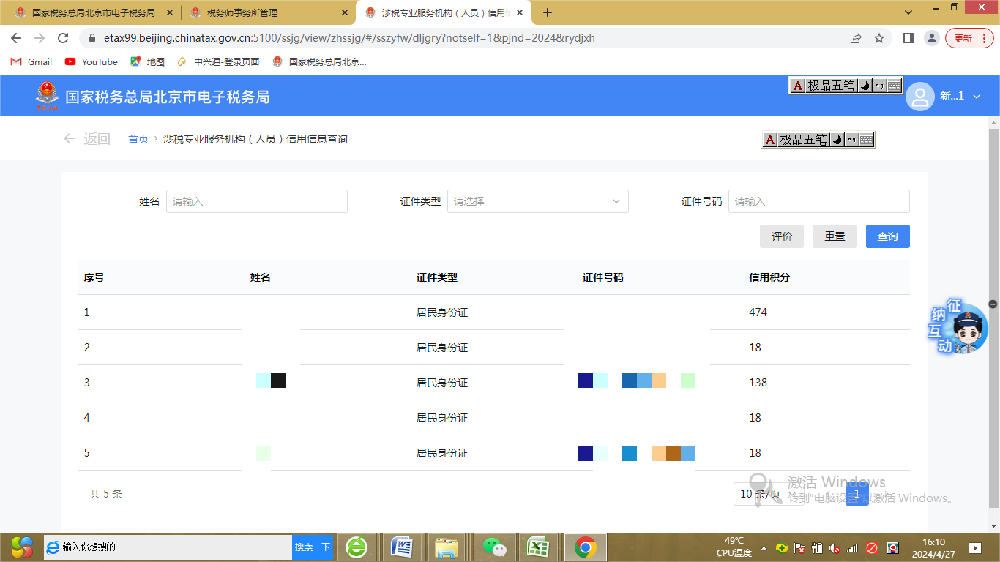 国家税务总局北京市电子税务局
税务师事务所管理
涉税专业服务机构（人员）信用信
etax99.beijing.chinatax.gov.cn:5100/ssjg/view/zhssjg/#/sszyfw/dljgry?notself=1&pjnd=2024&rydjxh
更新
Gmail
YouTube
地图
中兴通-登录页面
国家税务总局北京...
国家税务总局北京市电子税务局
A 极品五笔
新...1
返回
首页 > 涉税专业服务机构（人员）信用信息查询
A 极品五笔
姓名 请输入
证件类型 请选择
证件号码 请输入
评价 重置 查询
序号 姓名 证件类型 证件号码 信用积分
1 居民身份证 474
2 居民身份证 18
3 居民身份证 138
4 居民身份证 18
5 居民身份证 18
征纳互动
共 5 条
10 条/页
1
激活 Windows
转到"电脑设置"以激活 Windows。
输入你想搜的
搜索一下
49℃
CPU温度
16:10
2024/4/27